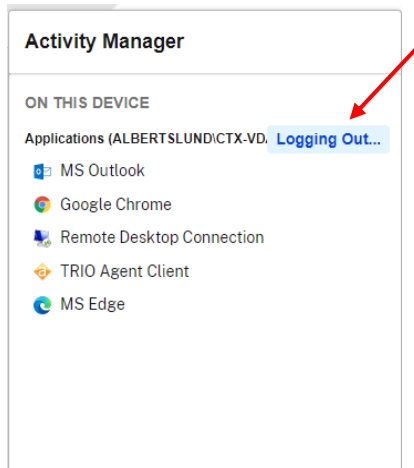 Activity Manager
ON THIS DEVICE
Applications (ALBERTSLUND\CTX-VD Logging Out...
MS Outlook
Google Chrome
Remote Desktop Connection
TRIO Agent Client
MS Edge